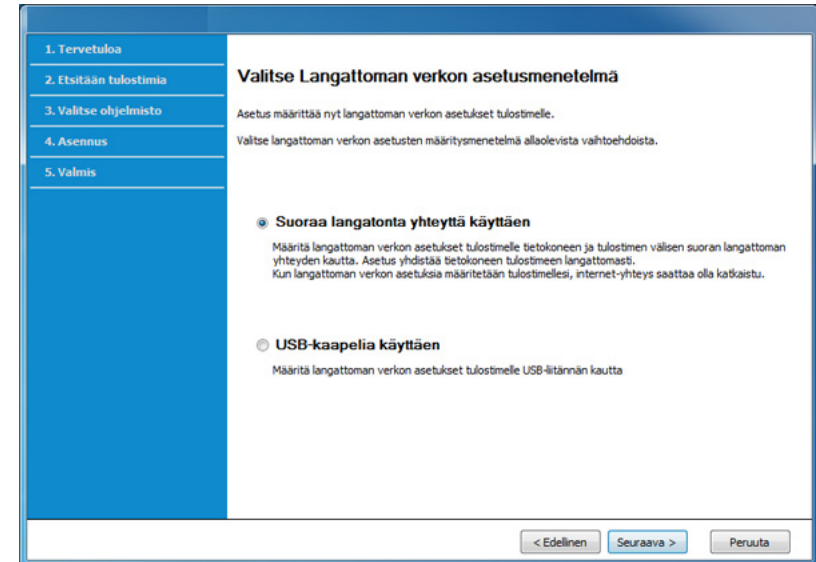 1. Tervetuloa
2. Etsitään tulostimia
3. Valitse ohjelmisto
4. Asennus
5. Valmis
Valitse Langattoman verkon asetusmenetelmä
Asetus määrittää nyt langattoman verkon asetukset tulostimelle.
Valitse langattoman verkon asetusten määritysmenetelmä allaolevista vaihtoehdoista.
Suoraa langatonta yhteyttä käyttäen
Määritä langattoman verkon asetukset tulostimelle tietokoneen ja tulostimen välisen suoran langattoman
yhteyden kautta. Asetus yhdistää tietokoneen tulostimeen langattomasti.
Kun langattoman verkon asetuksia määritetään tulostimellesi, internet-yhteys saattaa olla katkaistu.
USB-kaapelia käyttäen
Määritä langattoman verkon asetukset tulostimelle USB-liitännän kautta
< Edellinen
Seuraava >
Peruuta